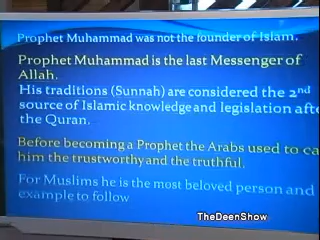 Prophet Muhammad was not the founder of Islam.
Prophet Muhammad is the last Messenger of
Allah.
His traditions (Sunnah) are considered the 2nd
source of Islamic knowledge and legislation afte
the Quran.
Before becoming a Prophet the Arabs used to ca
him the trustworthy and the truthful.
For Muslims he is the most beloved person and
example to follow
TheDeenShow